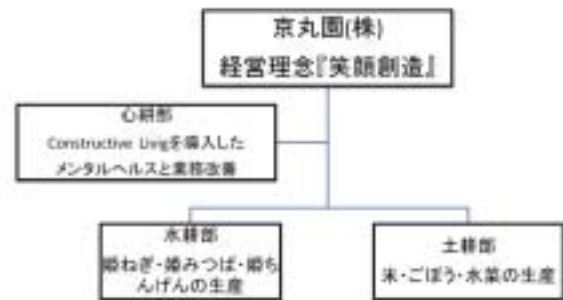 京丸園(株)
経営理念『笑顔創造』
心耕部
Constructive Livigを導入した
メンタルヘルスと業務改善
水耕部
姫ねぎ・姫みつば・姫ち
んげんの生産
土耕部
米・ごぼう・水菜の生産